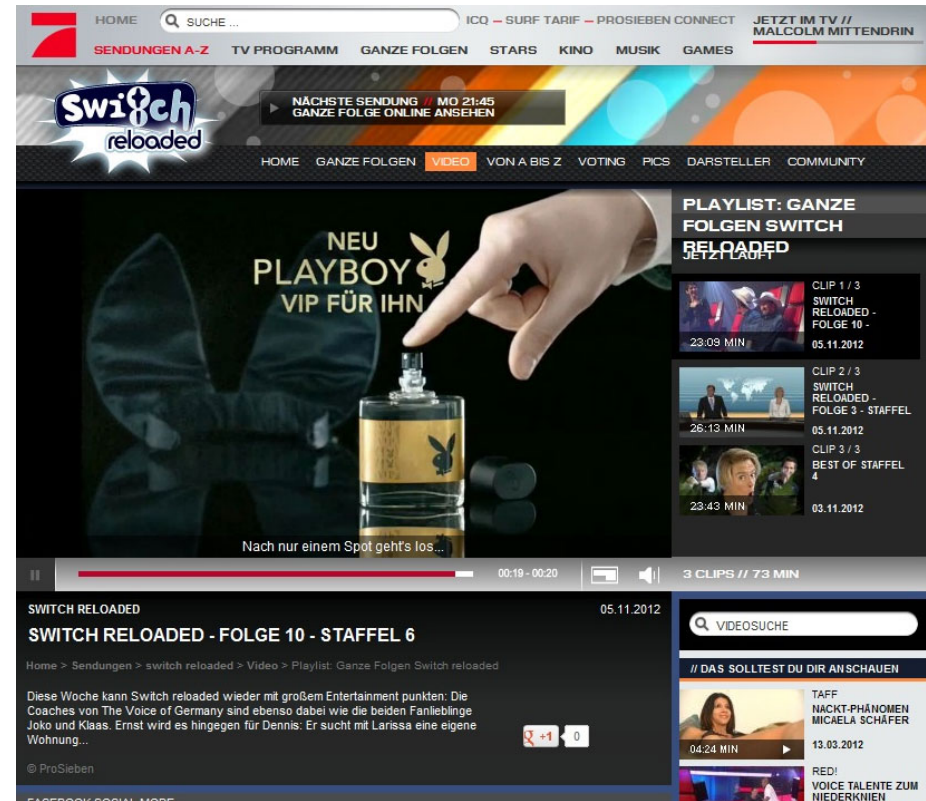 HOME
SUCHE ...
ICQ – SURF TARIF – PROSIEBEN CONNECT
JETZT IM TV //
MALCOLM MITTENDRIN
SENDUNGEN A-Z TV PROGRAMM GANZE FOLGEN STARS KINO MUSIK GAMES
Switch
reloaded
NÄCHSTE SENDUNG // MO 21:45
GANZE FOLGE ONLINE ANSEHEN
HOME GANZE FOLGEN VIDEO VON A BIS Z VOTING PICS DARSTELLER COMMUNITY
NEU
PLAYBOY
VIP FÜR IHN
Nach nur einem Spot geht's los...
00:19 - 00:20
PLAYLIST: GANZE
FOLGEN SWITCH
RELOADED
JETZT LÄUFT
CLIP 1 / 3
SWITCH
RELOADED -
FOLGE 10 -
23:09 MIN
05.11.2012
CLIP 2 / 3
SWITCH
RELOADED -
FOLGE 3 - STAFFEL
26:13 MIN
05.11.2012
CLIP 3 / 3
BEST OF STAFFEL
4
23:43 MIN
03.11.2012
3 CLIPS // 73 MIN
SWITCH RELOADED
05.11.2012
SWITCH RELOADED - FOLGE 10 - STAFFEL 6
Home > Sendungen > switch reloaded > Video > Playlist: Ganze Folgen Switch reloaded
Diese Woche kann Switch reloaded wieder mit großem Entertainment punkten: Die
Coaches von The Voice of Germany sind ebenso dabei wie die beiden Fanlieblinge
Joko und Klaas. Ernst wird es hingegen für Dennis: Er sucht mit Larissa eine eigene
Wohnung...
g +1 0
© ProSieben
FACEBOOK SOCIAL MODE
VIDEOSUCHE
// DAS SOLLTEST DU DIR ANSCHAUEN
TAFF
NACKT-PHÄNOMEN
MICAELA SCHÄFER
04:24 MIN
13.03.2012
RED!
VOICE TALENTE ZUM
NIEDERKNIEN